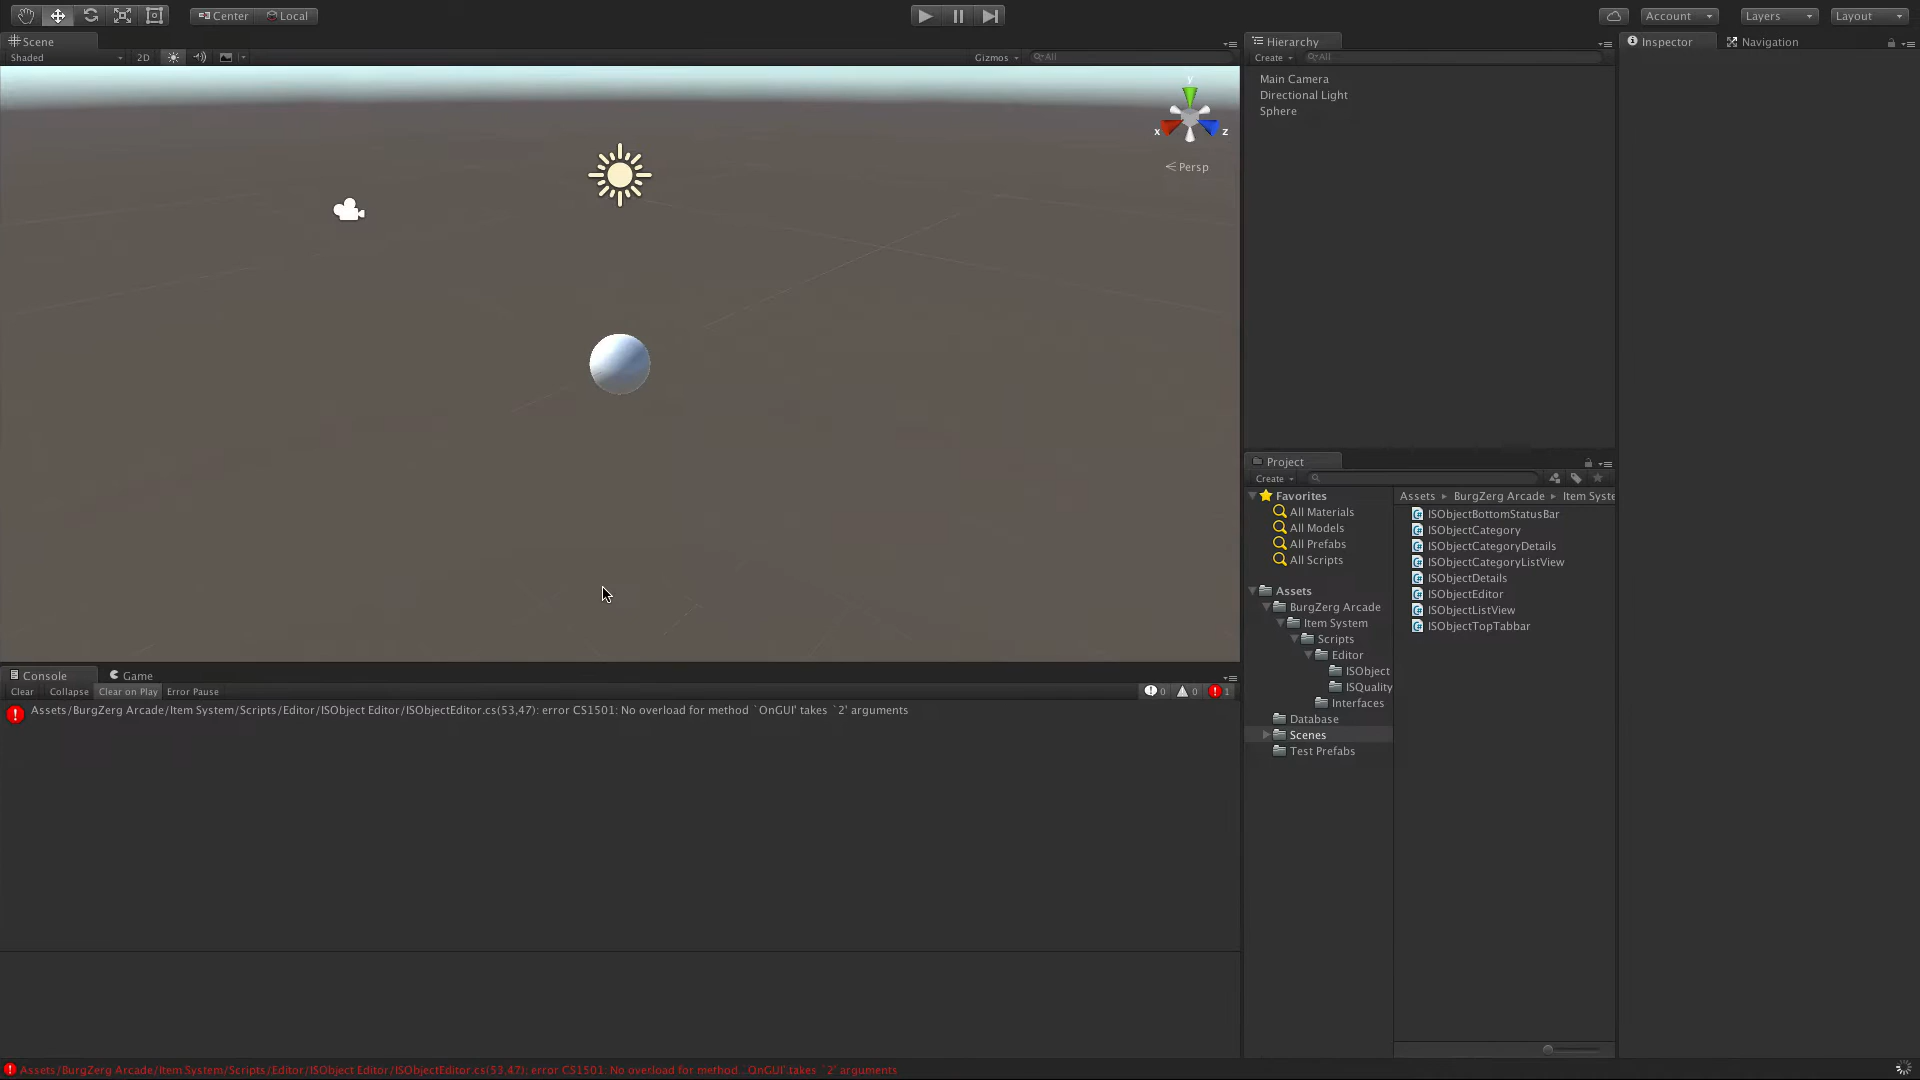 Center
Local
Account
Layers
Layout
Scene
Shaded
2D
Gizmos
All
y
x
z
Persp
Hierarchy
Create
All
Main Camera
Directional Light
Sphere
Inspector
Navigation
Project
Create
Favorites
All Materials
All Models
All Prefabs
All Scripts
Assets
BurgZerg Arcade
Item System
Scripts
Editor
ISObject
ISQuality
Interfaces
Database
Scenes
Test Prefabs
Assets BurgZerg Arcade Item Syste
ISObjectBottomStatusBar
ISObjectCategory
ISObjectCategoryDetails
ISObjectCategoryListView
ISObjectDetails
ISObjectEditor
ISObjectListView
ISObjectTopTabbar
Console
Game
Clear
Collapse
Clear on Play
Error Pause
0
0
1
Assets/BurgZerg Arcade/Item System/Scripts/Editor/ISObject Editor/ISObjectEditor.cs(53,47): error CS1501: No overload for method `OnGUI' takes `2' arguments
Assets/BurgZerg Arcade/Item System/Scripts/Editor/ISObject Editor/ISObjectEditor.cs(53,47): error CS1501: No overload for method `OnGUI' takes `2' arguments